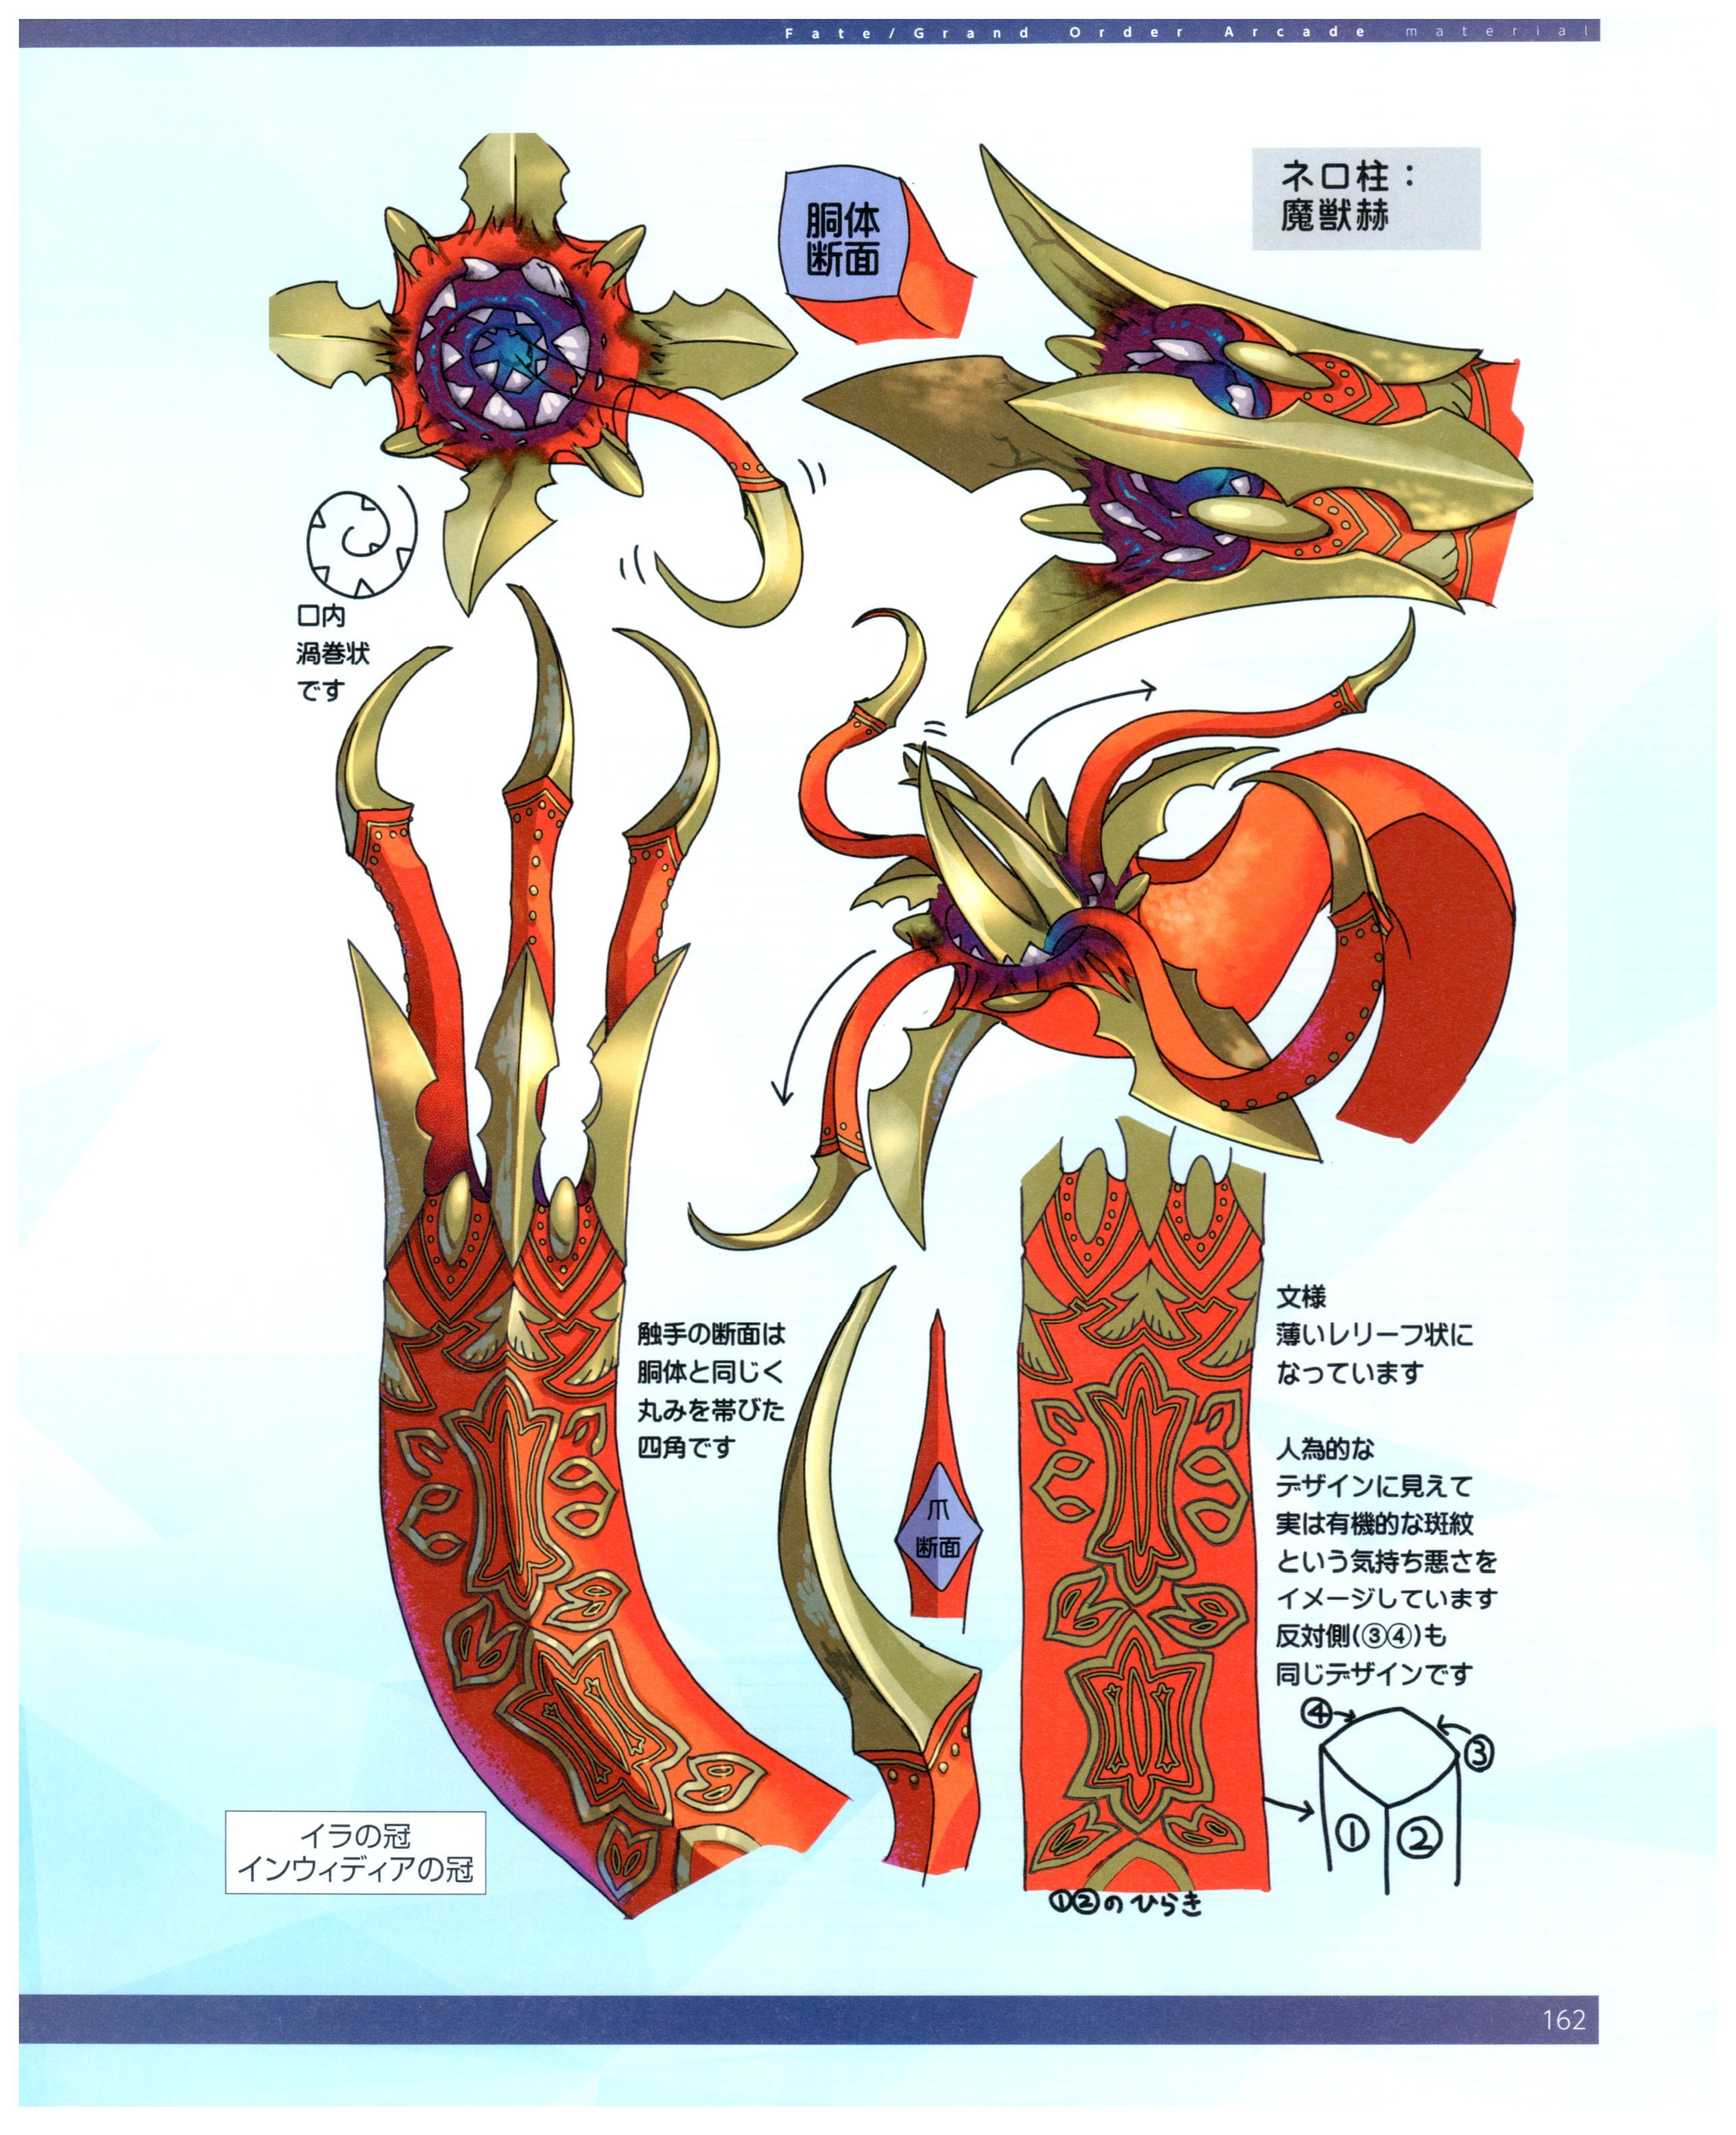 Fate/Grand Order Arcade material
ネロ柱：
魔獣赫
胴体
断面
口内
渦巻状
です
触手の断面は
胴体と同じく
丸みを帯びた
四角です
爪
断面
文様
薄いレリーフ状に
なっています
人為的な
デザインに見えて
実は有機的な斑紋
という気持ち悪さを
イメージしています
反対側(③④)も
同じデザインです
④
③
①
②
①②のひらき
イラの冠
インウィディアの冠
162